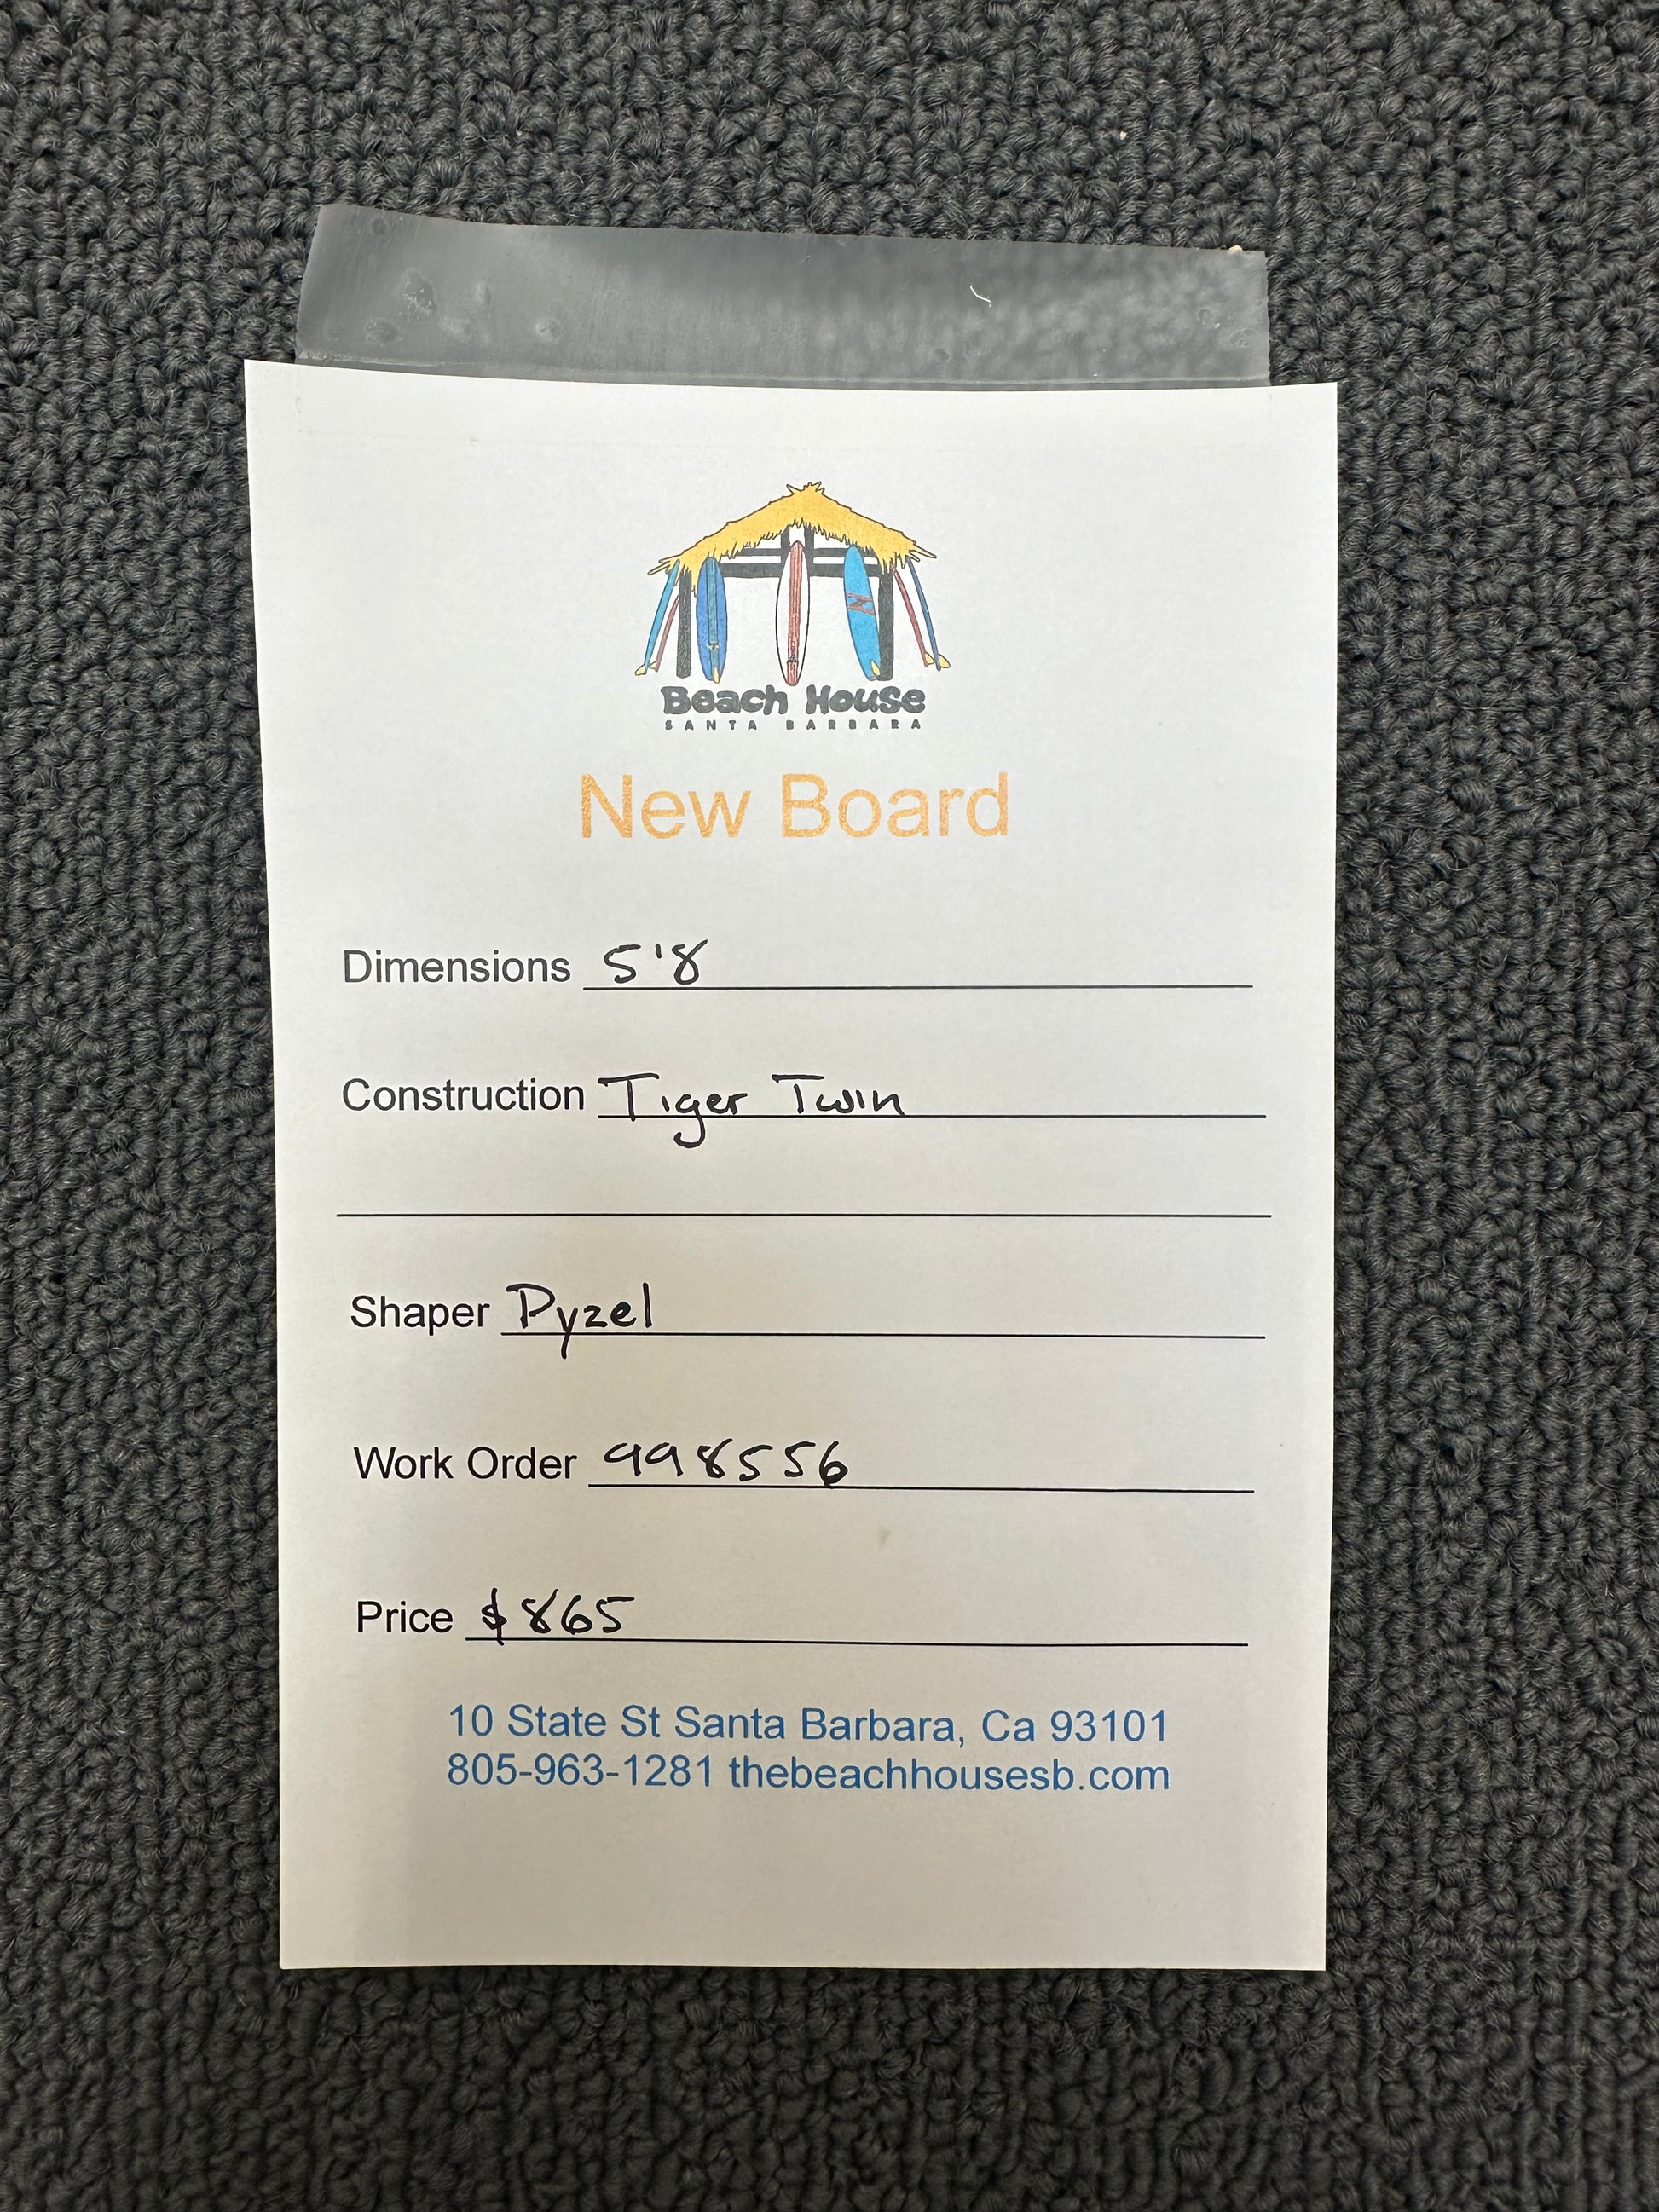 Beach House
SANTA BARBARA
New Board
Dimensions 5'8
Construction Tiger Twin
Shaper Pyzel
Work Order 998556
Price $865
10 State St Santa Barbara, Ca 93101
805-963-1281 thebeachhousesb.com